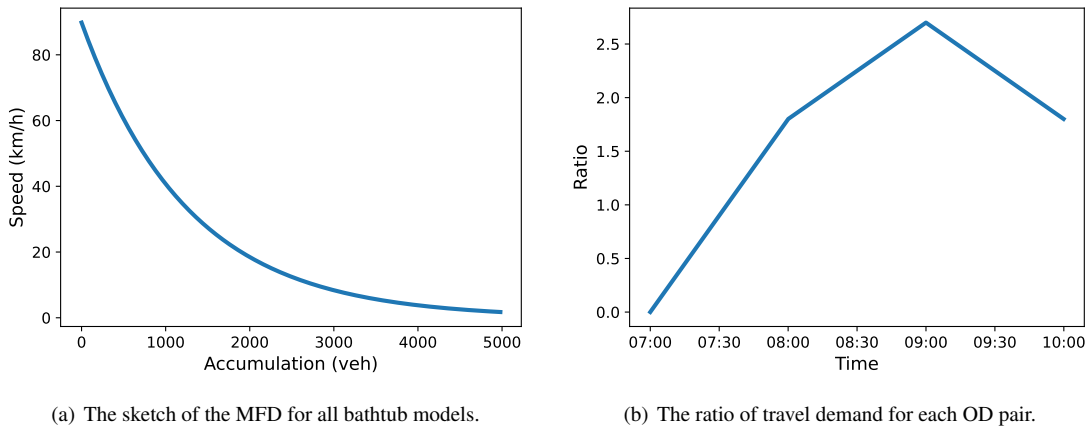 80
60
40
20
0
Speed (km/h)
0 1000 2000 3000 4000 5000
Accumulation (veh)
(a) The sketch of the MFD for all bathtub models.
2.5
2.0
1.5
1.0
0.5
0.0
Ratio
07:00 07:30 08:00 08:30 09:00 09:30 10:00
Time
(b) The ratio of travel demand for each OD pair.